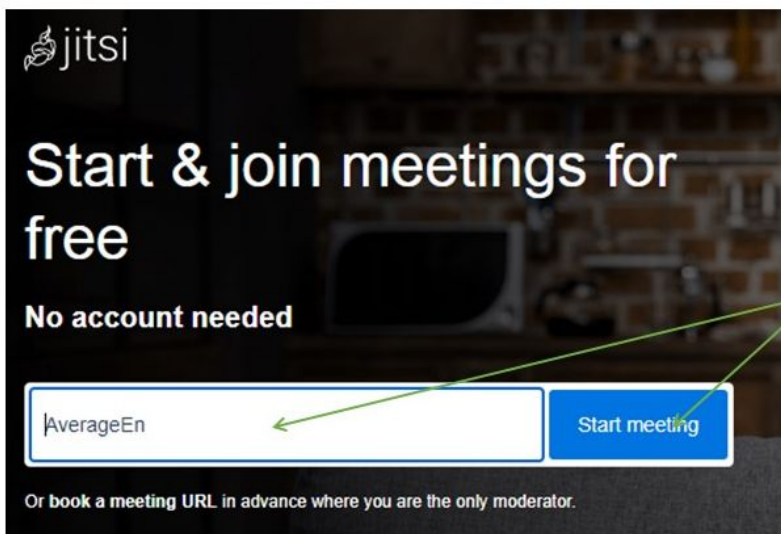 jitsi
Start & join meetings for
free
No account needed
AverageEn
Start meeting
Or book a meeting URL in advance where you are the only moderator.